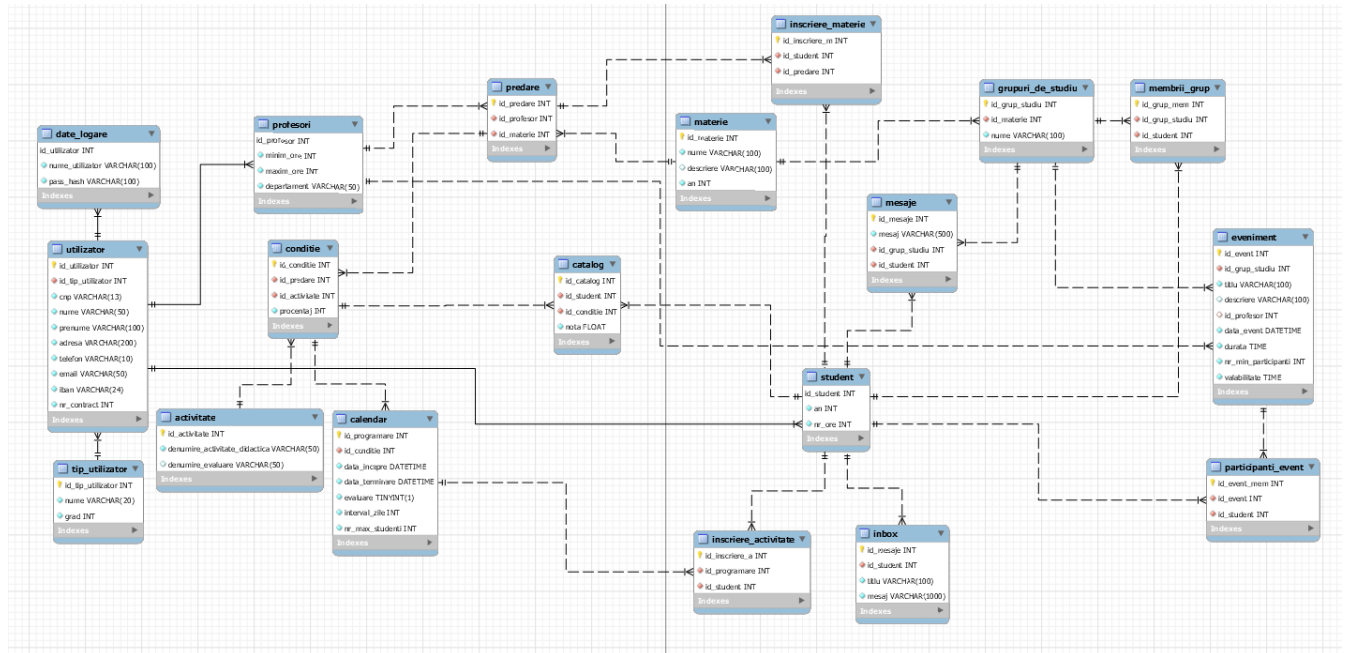 inscriere_materie
id_inscriere_m INT
id_student INT
id_predare INT
Indexes
predare
id_predare INT
id_profesor INT
id_materie INT
Indexes
grupuri_de_studiu
id_grup_studiu INT
id_materie INT
nume VARCHAR(100)
Indexes
membrii_grup
id_grup_mem INT
id_grup_studiu INT
id_student INT
Indexes
materie
id_materie INT
nume VARCHAR(100)
descriere VARCHAR(100)
an INT
Indexes
profesori
id_profesor INT
minim_ore INT
maxim_ore INT
departament VARCHAR(50)
Indexes
date_logare
id_utilizator INT
nume_utilizator VARCHAR(100)
pass_hash VARCHAR(100)
Indexes
mesaje
id_mesaje INT
mesaj VARCHAR(500)
id_grup_studiu INT
id_student INT
Indexes
eveniment
id_event INT
id_grup_studiu INT
titlu VARCHAR(100)
descriere VARCHAR(100)
id_profesor INT
data_event DATETIME
durata TIME
nr_min_participanti INT
valabilitate TIME
Indexes
utilizator
id_utilizator INT
id_tip_utilizator INT
cnp VARCHAR(13)
nume VARCHAR(50)
prenume VARCHAR(100)
adresa VARCHAR(200)
telefon VARCHAR(10)
email VARCHAR(50)
iban VARCHAR(24)
nr_contract INT
Indexes
conditie
id_conditie INT
id_predare INT
id_activitate INT
procentaj INT
Indexes
catalog
id_catalog INT
id_student INT
id_conditie INT
nota FLOAT
Indexes
student
id_student INT
an INT
nr_ore INT
Indexes
activitate
id_activitate INT
denumire_activitate_didactica VARCHAR(50)
denumire_evaluare VARCHAR(50)
Indexes
calendar
id_programare INT
id_conditie INT
data_incepre DATETIME
data_terminare DATETIME
evaluare TINYINT(1)
interval_zile INT
nr_max_studenti INT
Indexes
tip_utilizator
id_tip_utilizator INT
nume VARCHAR(20)
grad INT
Indexes
participanti_event
id_event_mem INT
id_event INT
id_student INT
Indexes
inscriere_activitate
id_inscriere_a INT
id_programare INT
id_student INT
Indexes
inbox
id_mesaje INT
id_student INT
titlu VARCHAR(100)
mesaj VARCHAR(1000)
Indexes